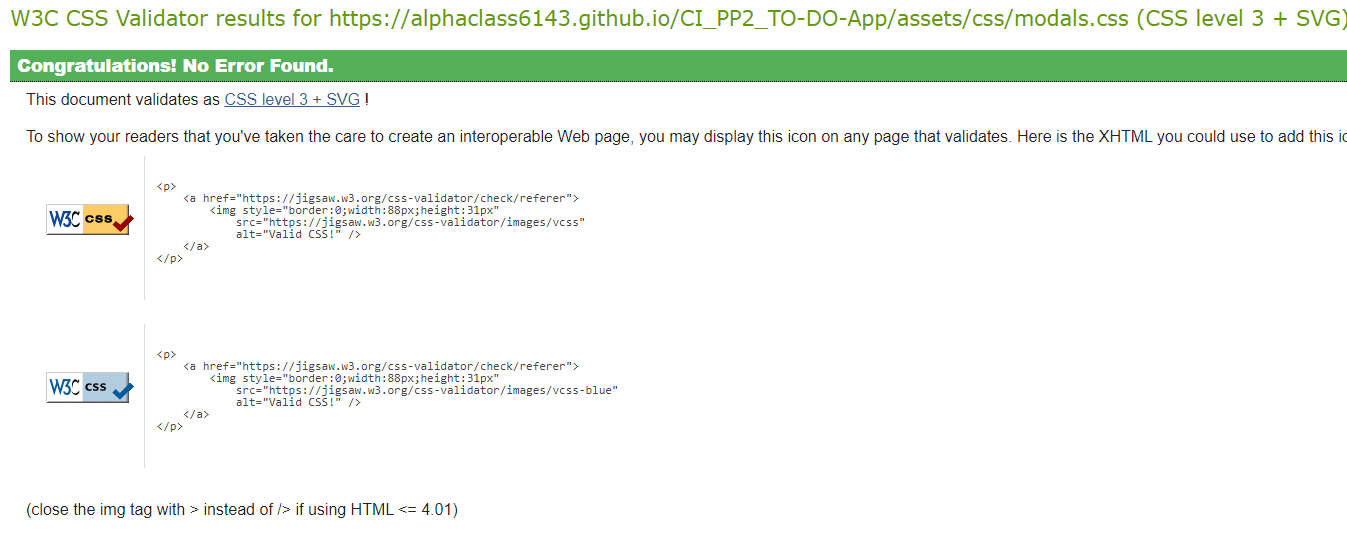 W3C CSS Validator results for https://alphaclass6143.github.io/CI_PP2_TO-DO-App/assets/css/modals.css (CSS level 3 + SVG)
Congratulations! No Error Found.
This document validates as CSS level 3 + SVG !
To show your readers that you've taken the care to create an interoperable Web page, you may display this icon on any page that validates. Here is the XHTML you could use to add this
W3C css
<p>
<a href="https://jigsaw.w3.org/css-validator/check/referer">
<img style="border:0;width:88px;height:31px"
src="https://jigsaw.w3.org/css-validator/images/vcss"
alt="Valid CSS!" />
</a>
</p>
W3C css
<p>
<a href="https://jigsaw.w3.org/css-validator/check/referer">
<img style="border:0;width:88px;height:31px"
src="https://jigsaw.w3.org/css-validator/images/vcss-blue"
alt="Valid CSS!" />
</a>
</p>
(close the img tag with > instead of /> if using HTML <= 4.01)